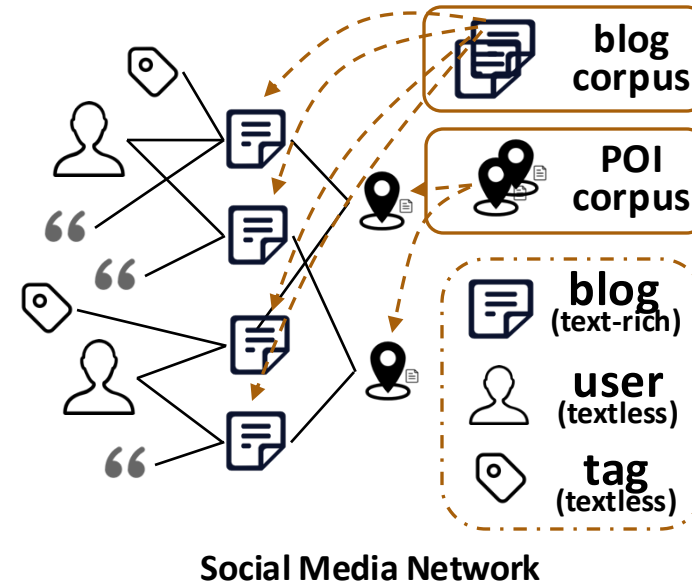 blog
corpus
POI
corpus
blog
(text-rich)
user
(textless)
tag
(textless)
Social Media Network